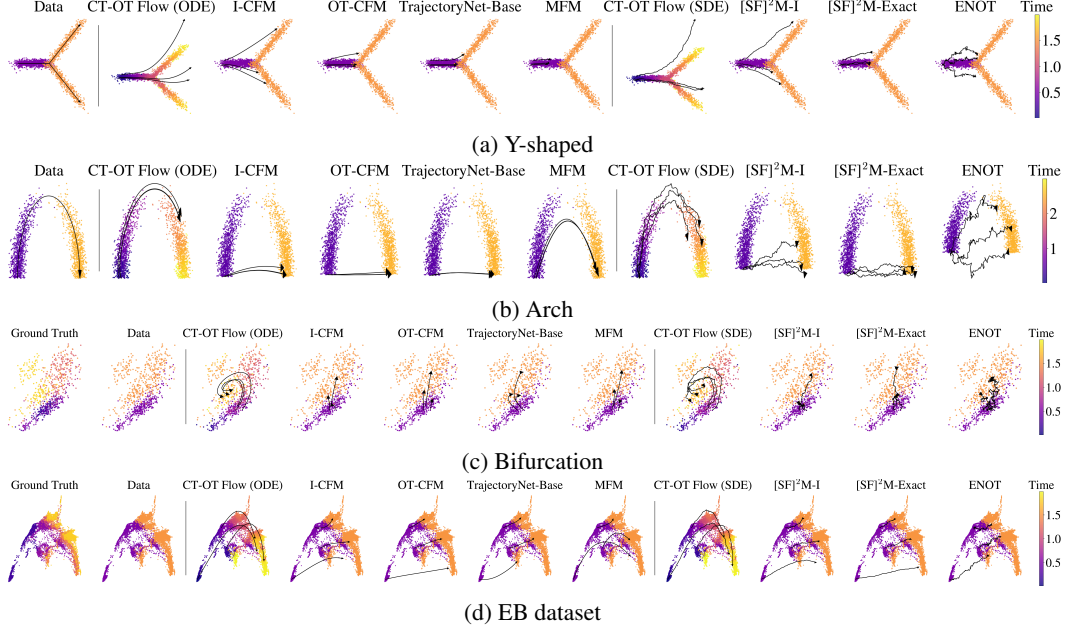 Data CT-OT Flow (ODE) I-CFM OT-CFM TrajectoryNet-Base MFM CT-OT Flow (SDE) [SF]²M-I [SF]²M-Exact ENOT Time
1.5
1.0
0.5
(a) Y-shaped
Data CT-OT Flow (ODE) I-CFM OT-CFM TrajectoryNet-Base MFM CT-OT Flow (SDE) [SF]²M-I [SF]²M-Exact ENOT Time
2
1
(b) Arch
Ground Truth Data CT-OT Flow (ODE) I-CFM OT-CFM TrajectoryNet-Base MFM CT-OT Flow (SDE) [SF]²M-I [SF]²M-Exact ENOT Time
1.5
1.0
0.5
(c) Bifurcation
Ground Truth Data CT-OT Flow (ODE) I-CFM OT-CFM TrajectoryNet-Base MFM CT-OT Flow (SDE) [SF]²M-I [SF]²M-Exact ENOT Time
1.5
1.0
0.5
(d) EB dataset